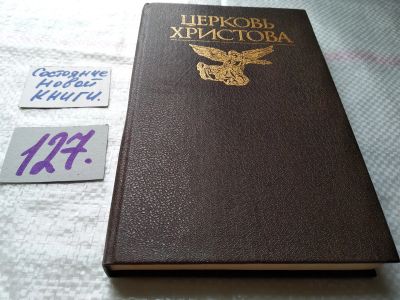 Состояние
новой
книги.
127.
ЦЕРКОВЬ
ХРИСТОВА